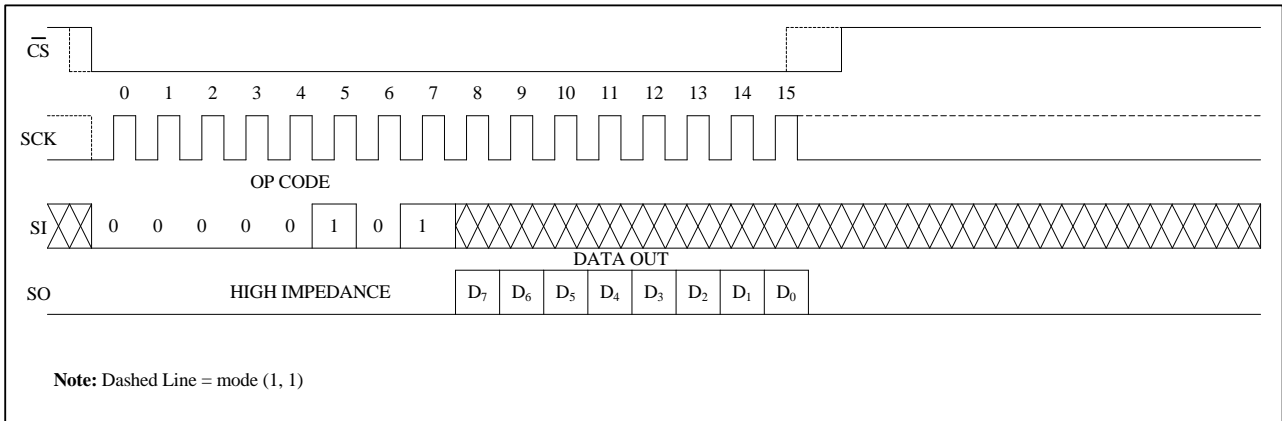 CS
0 1 2 3 4 5 6 7 8 9 10 11 12 13 14 15
SCK
OP CODE
SI 0 0 0 0 0 1 0 1
DATA OUT
SO HIGH IMPEDANCE D7 D6 D5 D4 D3 D2 D1 D0
Note: Dashed Line = mode (1, 1)